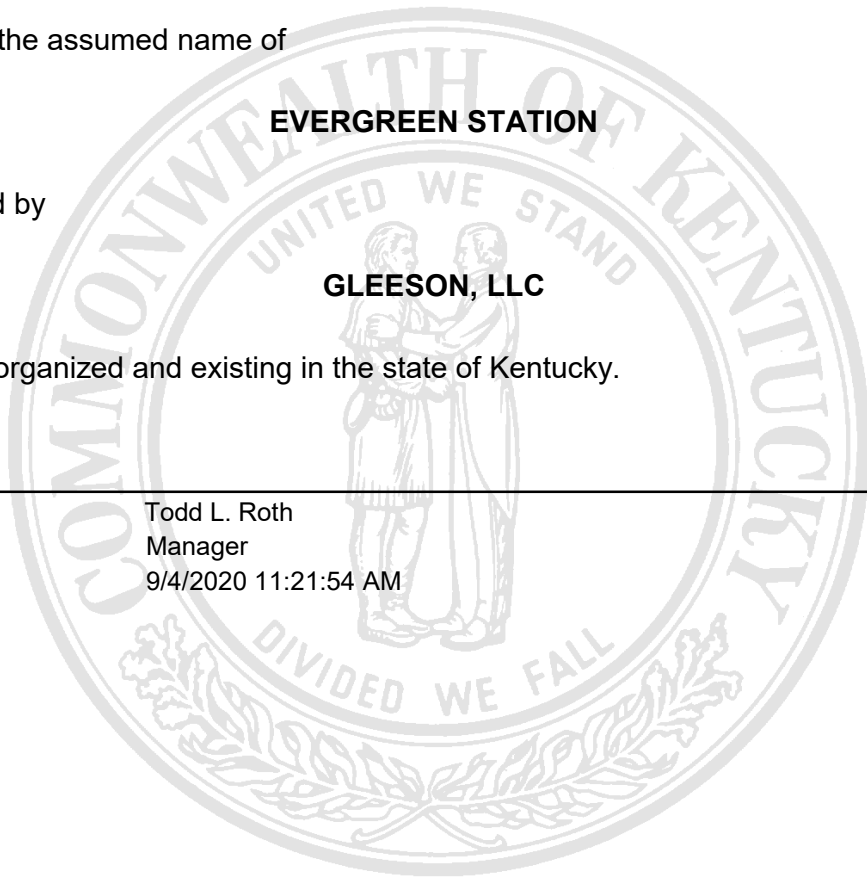 the assumed name of
EVERGREEN STATION
d by
GLEESON, LLC
organized and existing in the state of Kentucky.
Todd L. Roth
Manager
9/4/2020 11:21:54 AM
COMMONWEALTH OF KENTUCKY
UNITED WE STAND
DIVIDED WE FALL